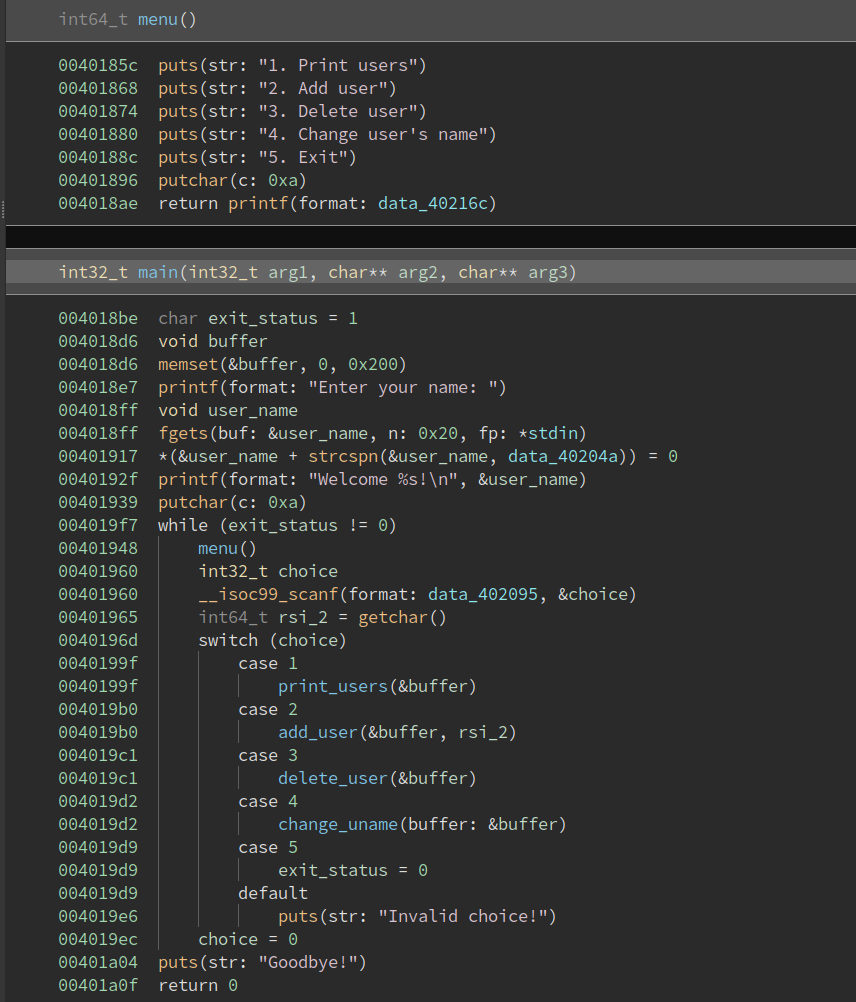 int64_t menu()
0040185c  puts(str: "1. Print users")
00401868  puts(str: "2. Add user")
00401874  puts(str: "3. Delete user")
00401880  puts(str: "4. Change user's name")
0040188c  puts(str: "5. Exit")
00401896  putchar(c: 0xa)
004018ae  return printf(format: data_40216c)
int32_t main(int32_t arg1, char** arg2, char** arg3)
004018be  char exit_status = 1
004018d6  void buffer
004018d6  memset(&buffer, 0, 0x200)
004018e7  printf(format: "Enter your name: ")
004018ff  void user_name
004018ff  fgets(buf: &user_name, n: 0x20, fp: *stdin)
00401917  *(&user_name + strcspn(&user_name, data_40204a)) = 0
0040192f  printf(format: "Welcome %s!\n", &user_name)
00401939  putchar(c: 0xa)
004019f7  while (exit_status != 0)
00401948      menu()
00401960      int32_t choice
00401960      __isoc99_scanf(format: data_402095, &choice)
00401965      int64_t rsi_2 = getchar()
0040196d      switch (choice)
0040199f          case 1
0040199f              print_users(&buffer)
004019b0          case 2
004019b0              add_user(&buffer, rsi_2)
004019c1          case 3
004019c1              delete_user(&buffer)
004019d2          case 4
004019d2              change_uname(buffer: &buffer)
004019d9          case 5
004019d9              exit_status = 0
004019d9          default
004019e6              puts(str: "Invalid choice!")
004019ec      choice = 0
00401a04  puts(str: "Goodbye!")
00401a0f  return 0